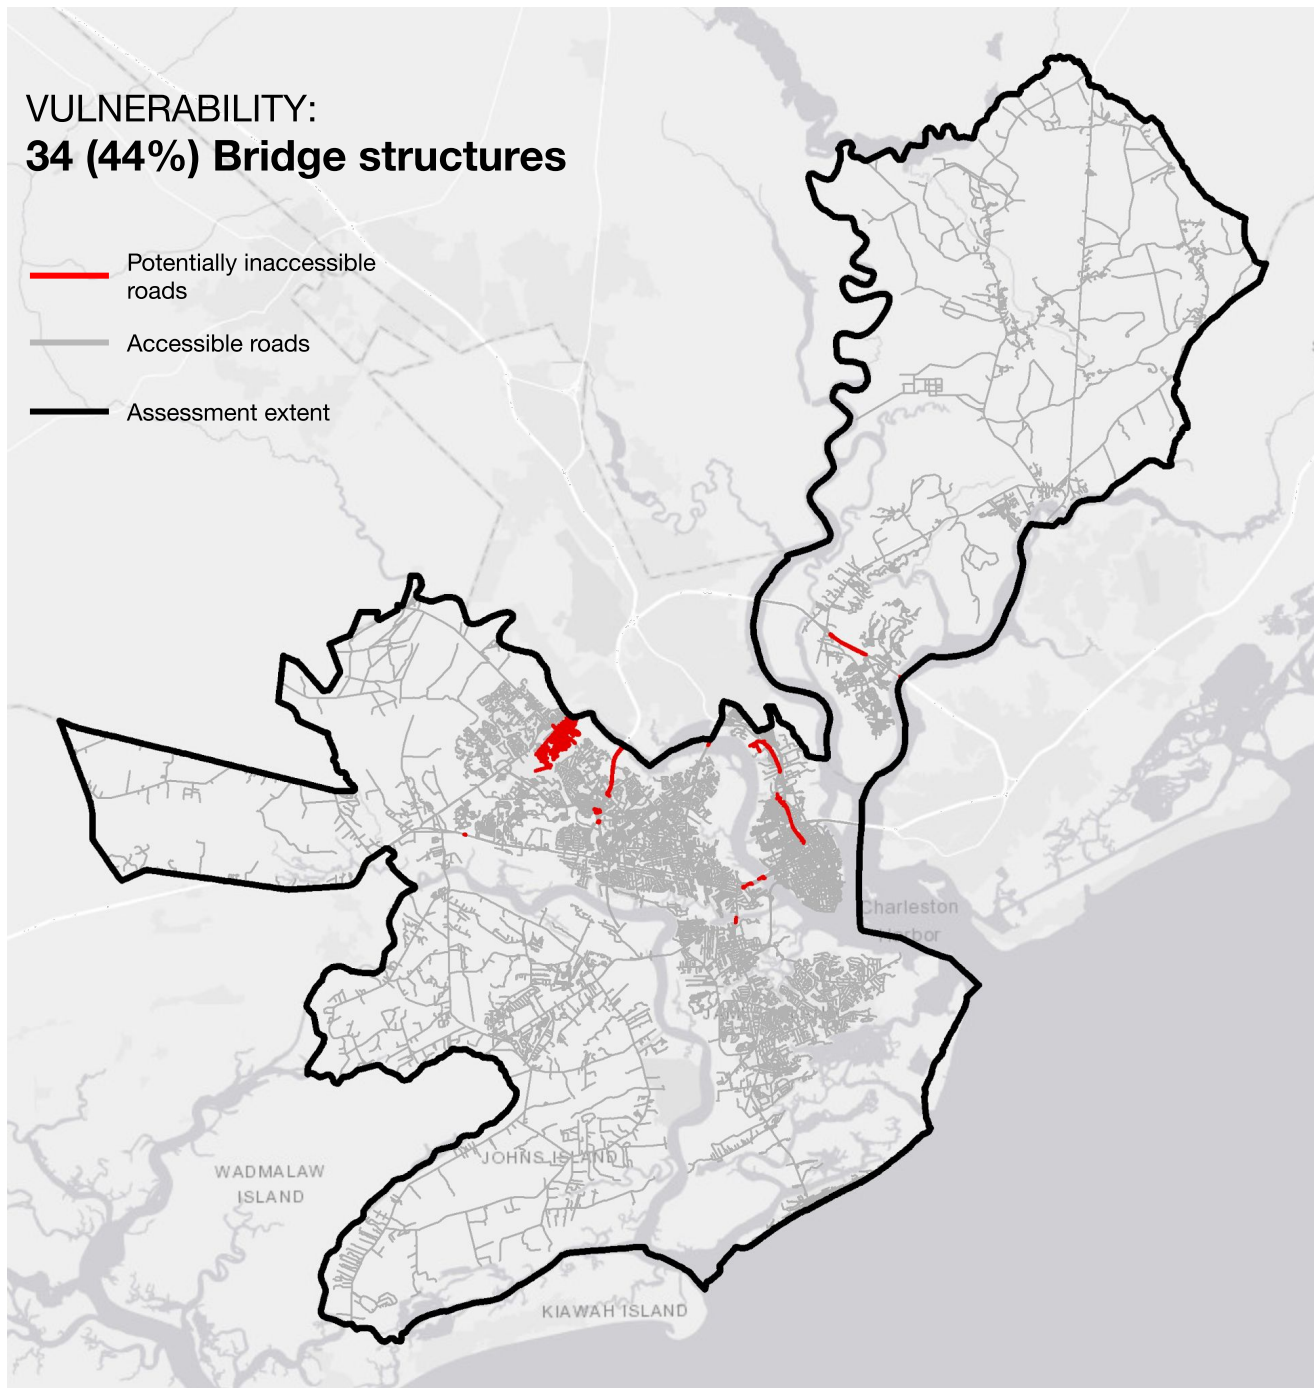 VULNERABILITY:
34 (44%) Bridge structures
Potentially inaccessible
roads
Accessible roads
Assessment extent
Charleston
Harbor
JOHNS ISLAND
WADMALAW
ISLAND
KIAWAH ISLAND